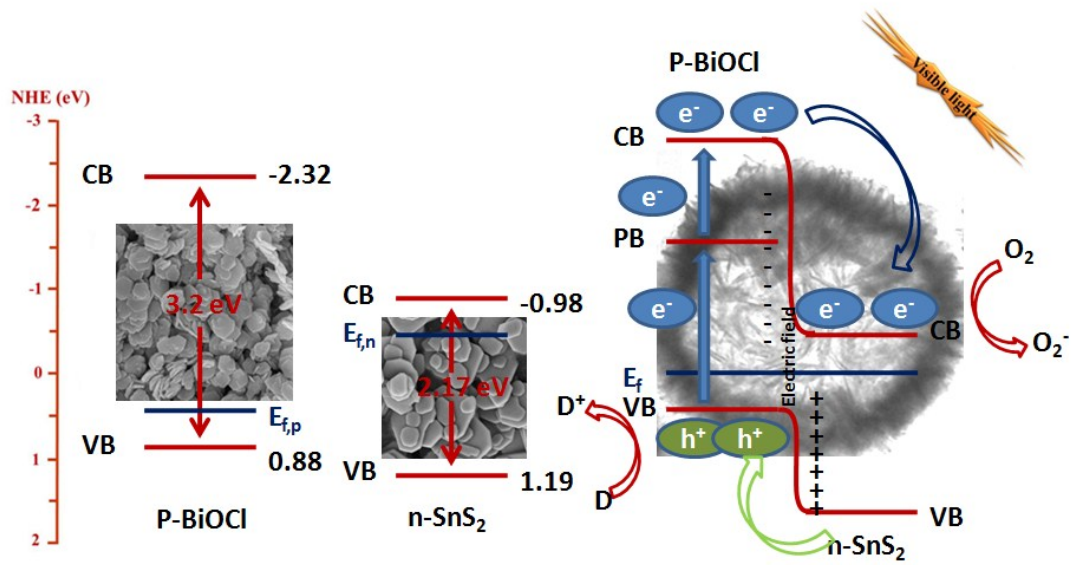 NHE (eV)
-3
-2
-1
0
1
2
CB
-2.32
3.2 eV
E_f,p
VB
0.88
P-BiOCl
CB
-0.98
E_f,n
2.17 eV
VB
1.19
n-SnS₂
P-BiOCl
Visible light
e⁻
e⁻
CB
e⁻
PB
e⁻
e⁻
e⁻
CB
O₂
O₂⁻
- - - - - - - - - -
Electric field
E_f
VB
D⁺
D
h⁺
h⁺
+ + + + + + +
VB
n-SnS₂